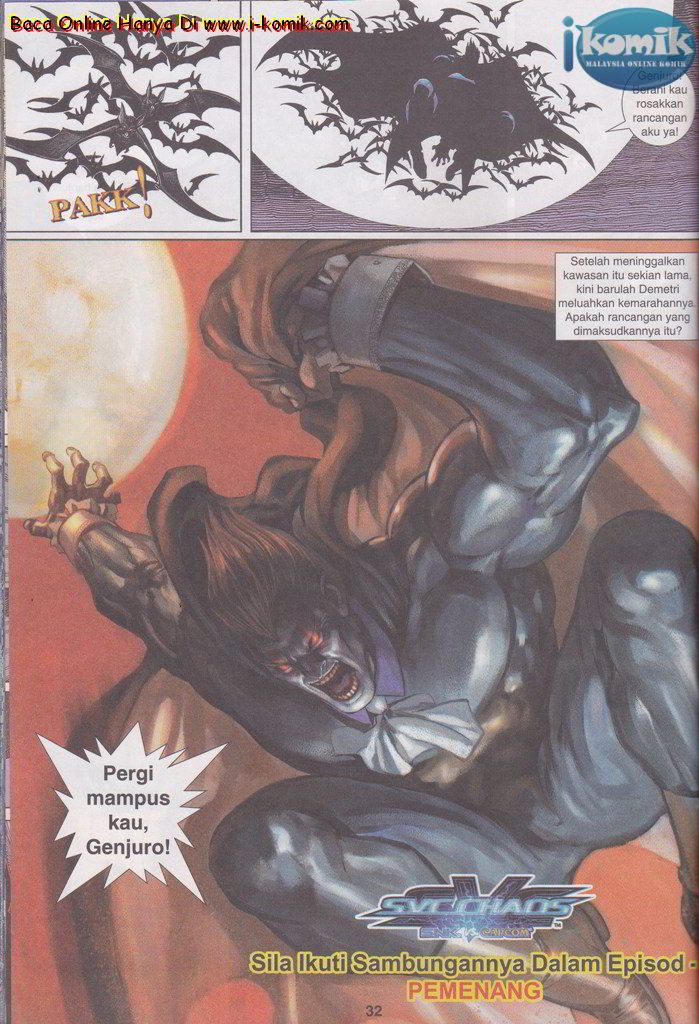 Baca Online Hanya Di www.i-komik.com
ikomik
MALAYSIA ONLINE KOMIK
Genjuro!
Berani kau
rosakkan
rancangan
aku ya!
PAKK!
Setelah meninggalkan
kawasan itu sekian lama,
kini barulah Demetri
meluahkan kemarahannya.
Apakah rancangan yang
dimaksudkannya itu?
Pergi
mampus
kau,
Genjuro!
SVC CHAOS
SNK VS. CAPCOM
TM
Sila Ikuti Sambungannya Dalam Episod -
PEMENANG
32